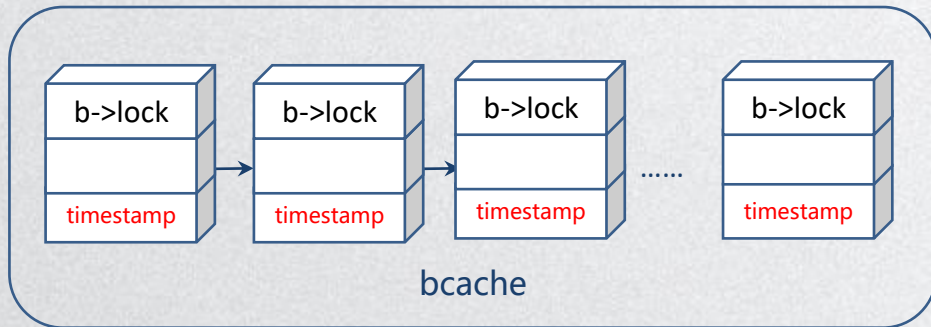 b->lock b->lock b->lock b->lock
......
timestamp timestamp timestamp timestamp
bcache